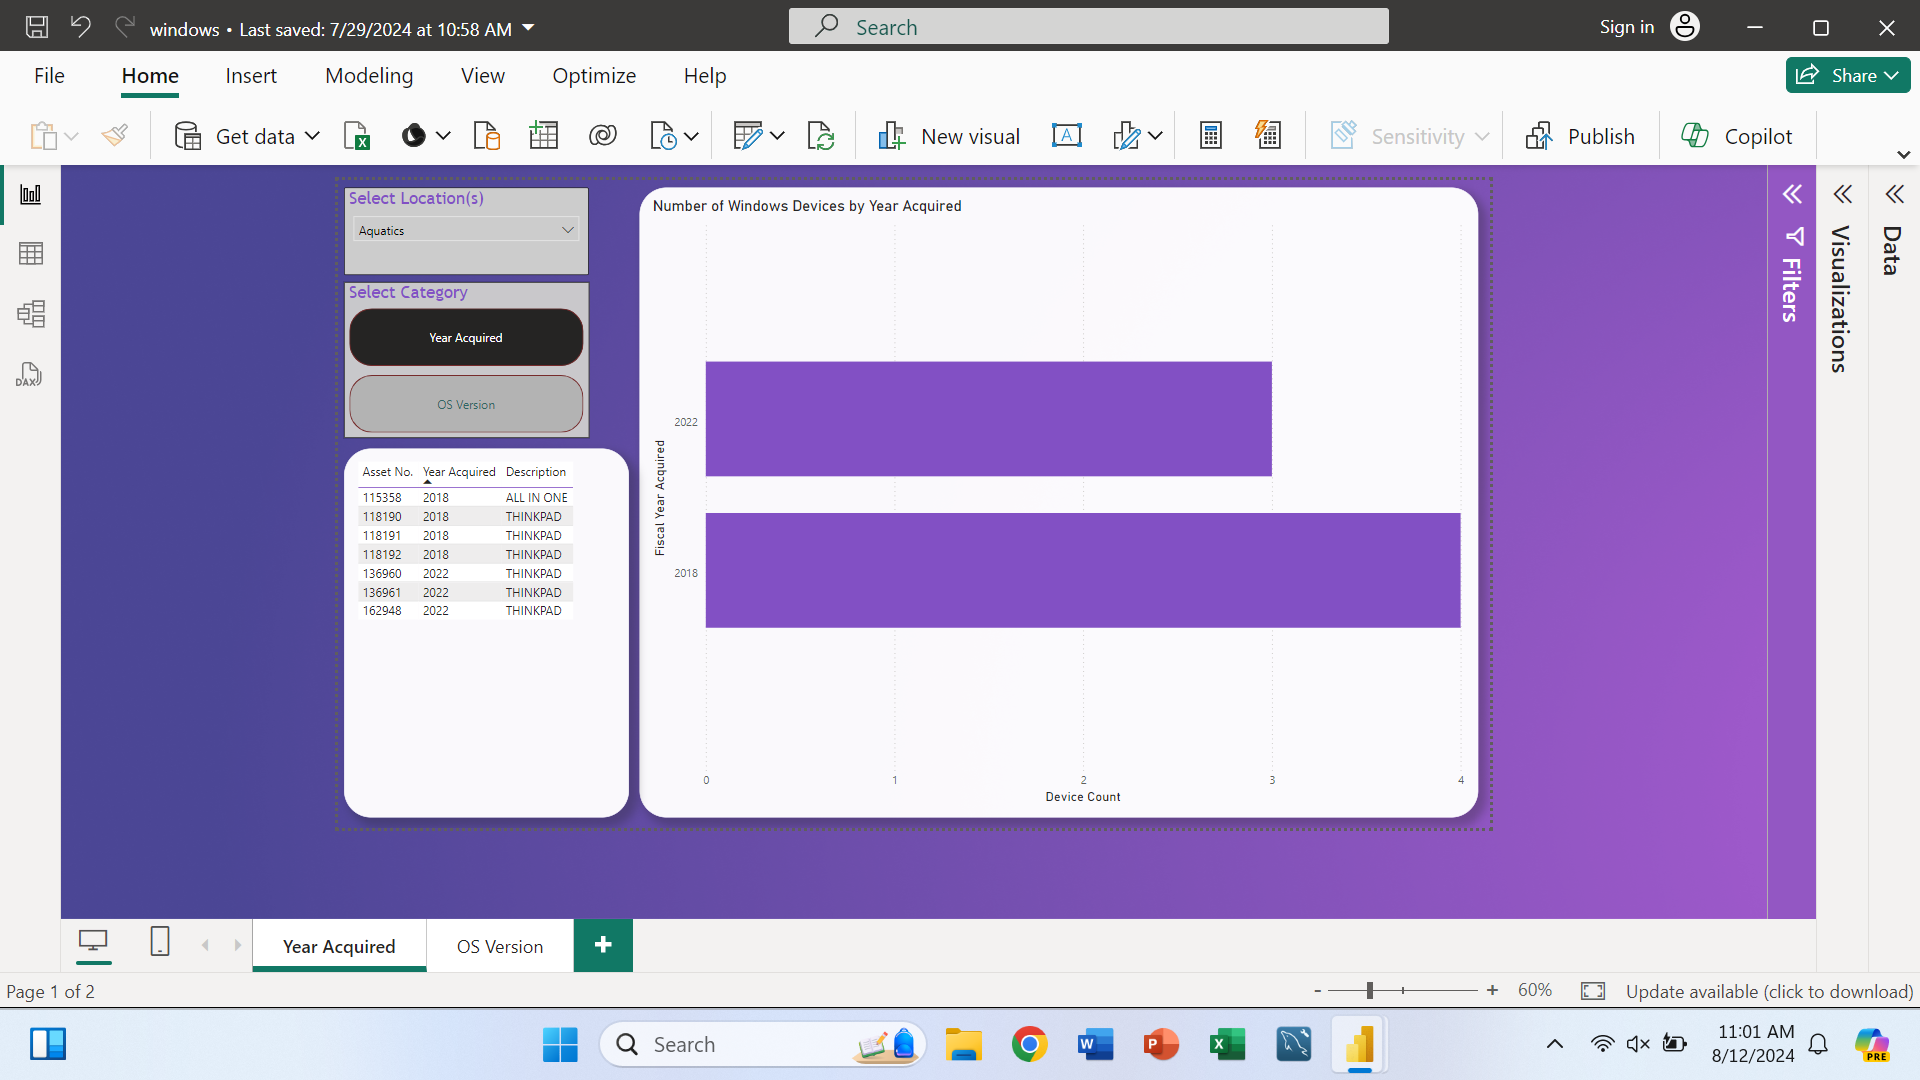 windows • Last saved: 7/29/2024 at 10:58 AM
Search
Sign in
File Home Insert Modeling View Optimize Help
Share
Get data
New visual
Sensitivity
Publish
Copilot
Select Location(s)
Aquatics
Select Category
Year Acquired
OS Version
Asset No. Year Acquired Description
115358 2018 ALL IN ONE
118190 2018 THINKPAD
118191 2018 THINKPAD
118192 2018 THINKPAD
136960 2022 THINKPAD
136961 2022 THINKPAD
162948 2022 THINKPAD
Number of Windows Devices by Year Acquired
Fiscal Year Acquired
2022
2018
0 1 2 3 4
Device Count
Filters
Visualizations
Data
Year Acquired
OS Version
+
Page 1 of 2
- + 60%
Update available (click to download)
Search
11:01 AM
8/12/2024
PRE
DAX
A
W
P
X
X